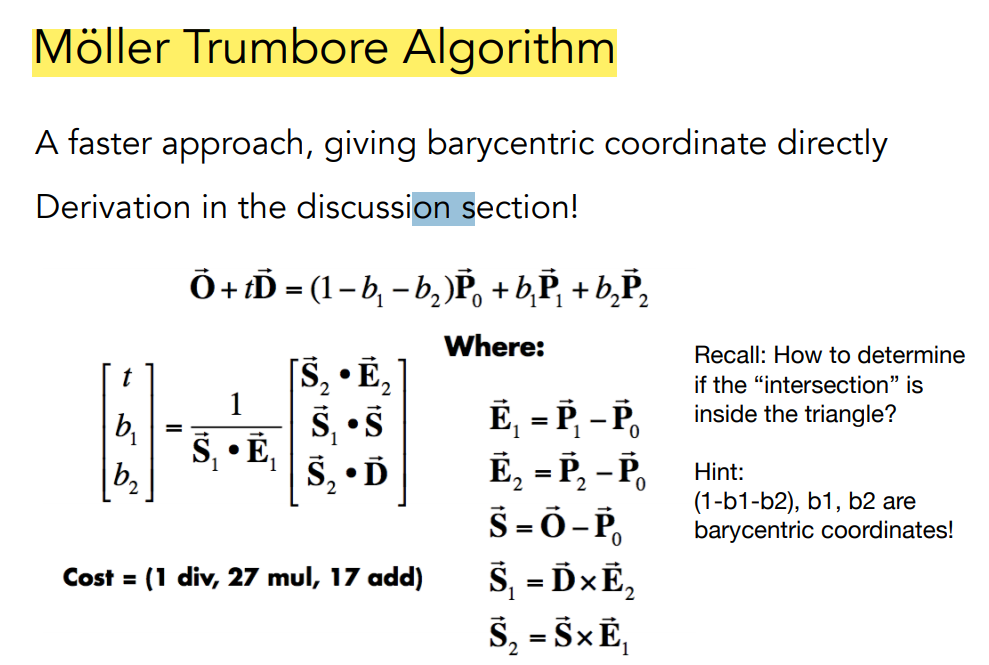 Möller Trumbore Algorithm
A faster approach, giving barycentric coordinate directly
Derivation in the discussion section!
$\vec{\mathbf{O}} + t\vec{\mathbf{D}} = (1 - b_1 - b_2)\vec{\mathbf{P}}_0 + b_1\vec{\mathbf{P}}_1 + b_2\vec{\mathbf{P}}_2$
$\begin{bmatrix} t \\ b_1 \\ b_2 \end{bmatrix} = \frac{1}{\vec{\mathbf{S}}_1 \bullet \vec{\mathbf{E}}_1} \begin{bmatrix} \vec{\mathbf{S}}_2 \bullet \vec{\mathbf{E}}_2 \\ \vec{\mathbf{S}}_1 \bullet \vec{\mathbf{S}} \\ \vec{\mathbf{S}}_2 \bullet \vec{\mathbf{D}} \end{bmatrix}$
Cost = (1 div, 27 mul, 17 add)
Where:
$\vec{\mathbf{E}}_1 = \vec{\mathbf{P}}_1 - \vec{\mathbf{P}}_0$
$\vec{\mathbf{E}}_2 = \vec{\mathbf{P}}_2 - \vec{\mathbf{P}}_0$
$\vec{\mathbf{S}} = \vec{\mathbf{O}} - \vec{\mathbf{P}}_0$
$\vec{\mathbf{S}}_1 = \vec{\mathbf{D}} \times \vec{\mathbf{E}}_2$
$\vec{\mathbf{S}}_2 = \vec{\mathbf{S}} \times \vec{\mathbf{E}}_1$
Recall: How to determine
if the “intersection” is
inside the triangle?
Hint:
(1-b1-b2), b1, b2 are
barycentric coordinates!